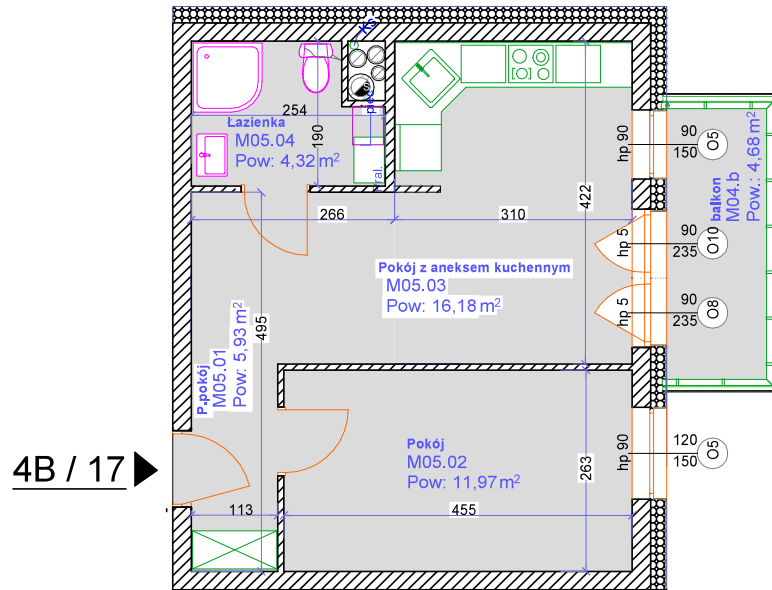 Ks
piec
254
Łazienka
M05.04
Pow: 4,32 m²
190
hp 90
90
150
O5
balkon
M04.b
Pow.: 4,68 m²
266
310
422
hp 5
90
235
O10
Pokój z aneksem kuchennym
M05.03
Pow: 16,18 m²
hp 5
90
235
O8
P.pokój
M05.01
Pow: 5,93 m²
495
Pokój
M05.02
Pow: 11,97 m²
263
hp 90
120
150
O5
4B / 17
113
455